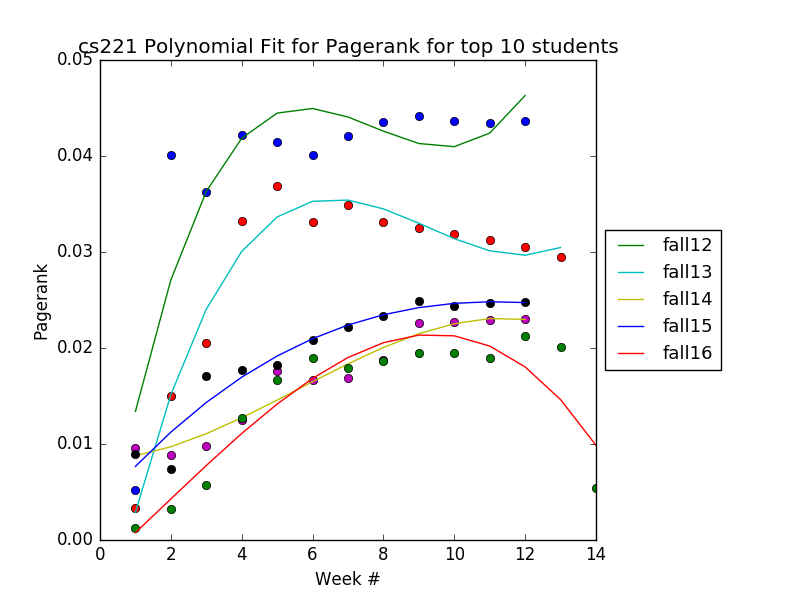 cs221 Polynomial Fit for Pagerank for top 10 students
0.05
0.04
0.03
0.02
0.01
0.00
Pagerank
0 2 4 6 8 10 12 14
Week #
fall12
fall13
fall14
fall15
fall16